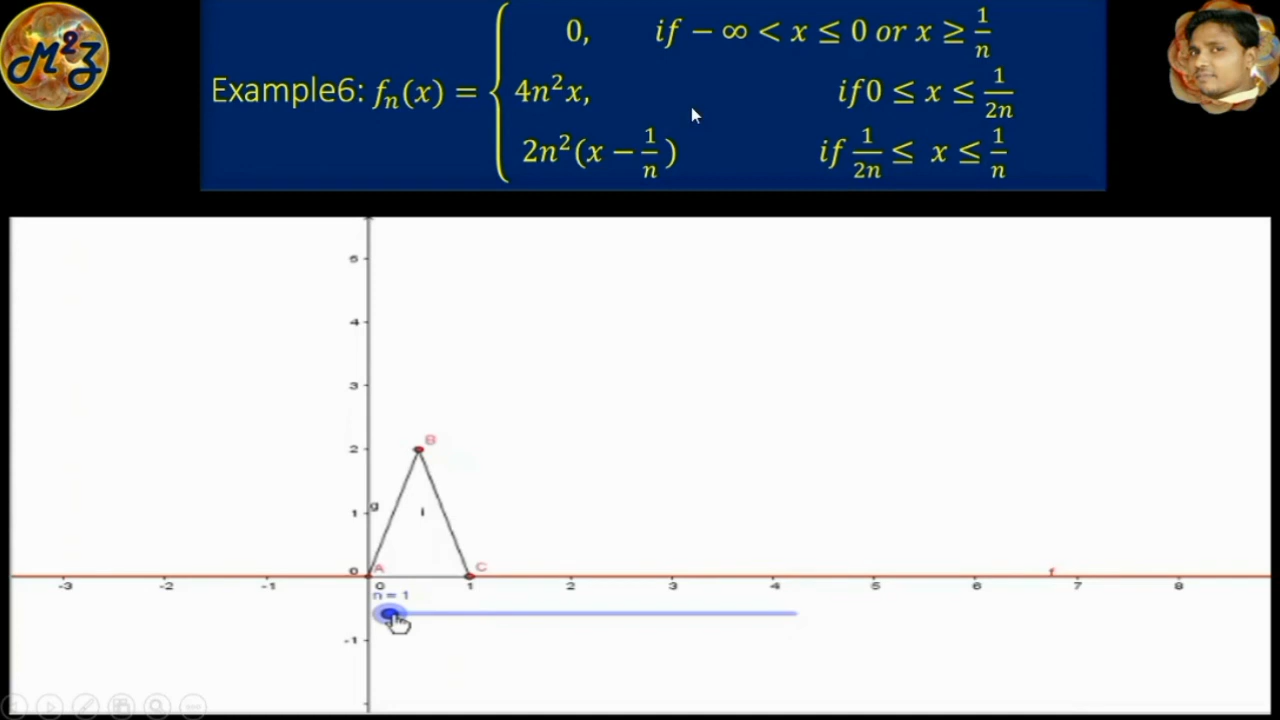 M²Z
Example6: fₙ(x) = { 0, if − ∞ < x ≤ 0 or x ≥ 1/n
4n²x, if 0 ≤ x ≤ 1/2n
2n²(x − 1/n) if 1/2n ≤ x ≤ 1/n
5
4
3
2
B
g
1
i
0
A
C
f
-3 -2 -1 0 1 2 3 4 5 6 7 8
n = 1
-1